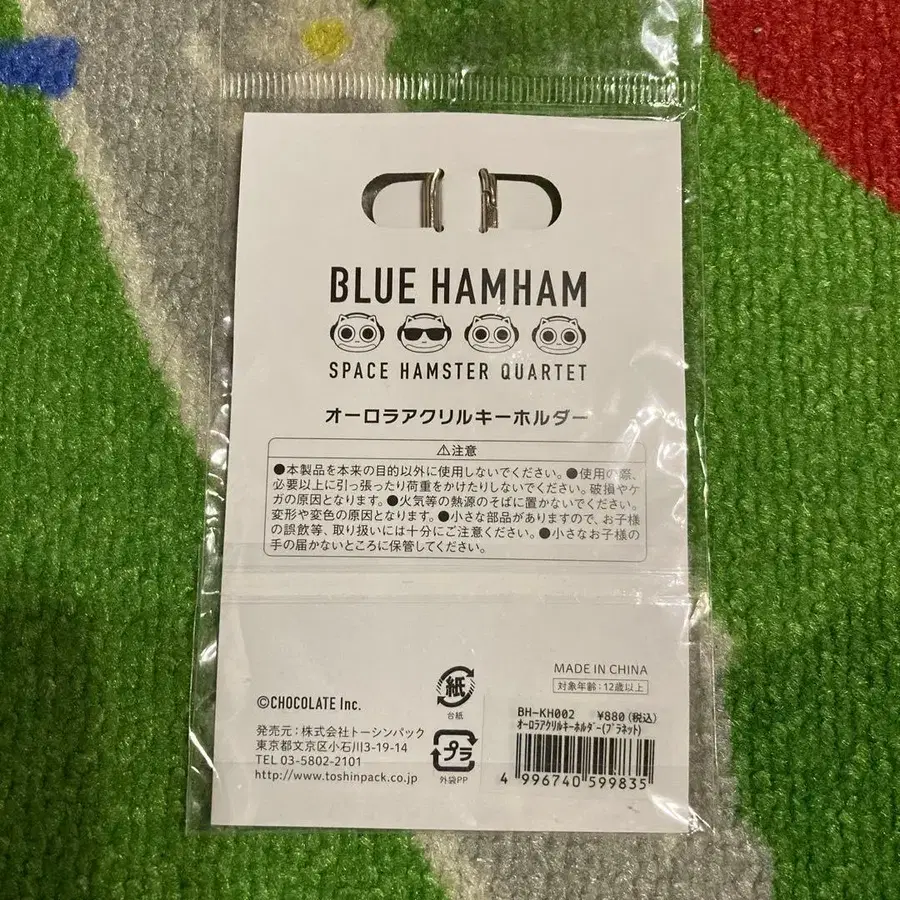 BLUE HAMHAM
SPACE HAMSTER QUARTET
オーロラアクリルキーホルダー
⚠注意
●本製品を本来の目的以外に使用しないでください。●使用の際、
必要以上に引っ張ったり荷重をかけたりしないでください。破損やケ
ガの原因となります。●火気等の熱源のそばに置かないでください。
変形や変色の原因となります。●小さな部品がありますので、お子様
の誤飲等、取り扱いには十分にご注意ください。●小さなお子様の
手の届かないところに保管してください。
MADE IN CHINA
対象年齢：12歳以上
紙
台紙
©CHOCOLATE Inc.
発売元：株式会社トーシンパック
東京都文京区小石川3-19-14
TEL 03-5802-2101
http://www.toshinpack.co.jp
プラ
外袋PP
BH-KH002 ¥880(税込)
ｵｰﾛﾗｱｸﾘﾙｷｰﾎﾙﾀﾞｰ(ﾌﾟﾗﾈｯﾄ)
4 996740 599835